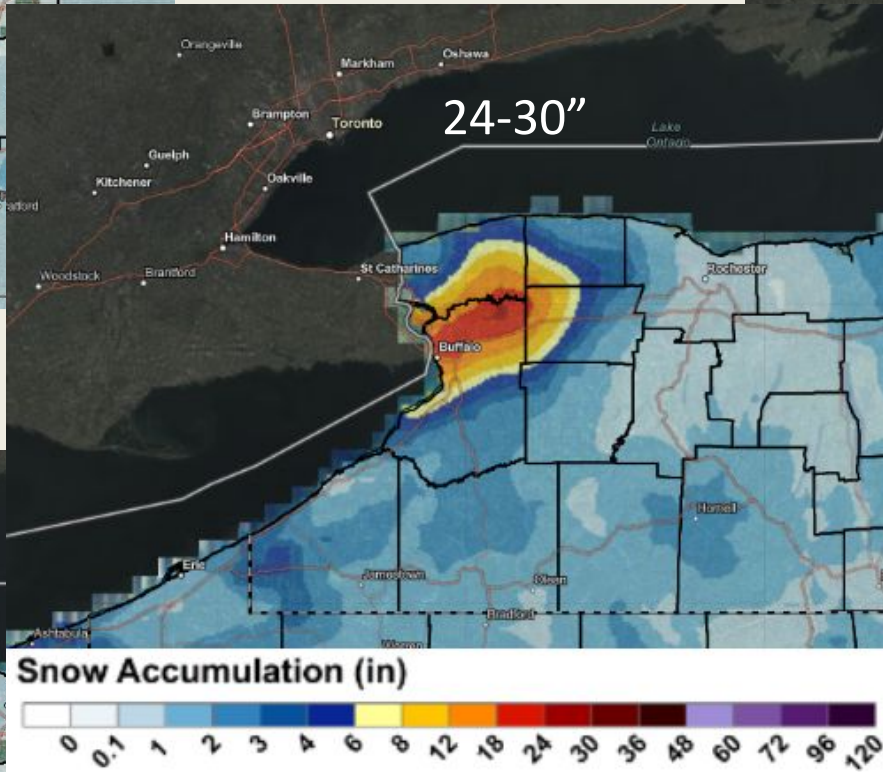 Orangeville
Oshawa
Markham
24-30”
Brampton
Toronto
Lake
Ontario
Guelph
Kitchener
Oakville
ratford
Hamilton
St Catharines
Rochester
Woodstock
Brantford
Buffalo
Hornell
Erie
Jamestown
Olean
Bradford
Ashtabula
Warren
Snow Accumulation (in)
0 0.1 1 2 3 4 6 8 12 18 24 30 36 48 60 72 96 120